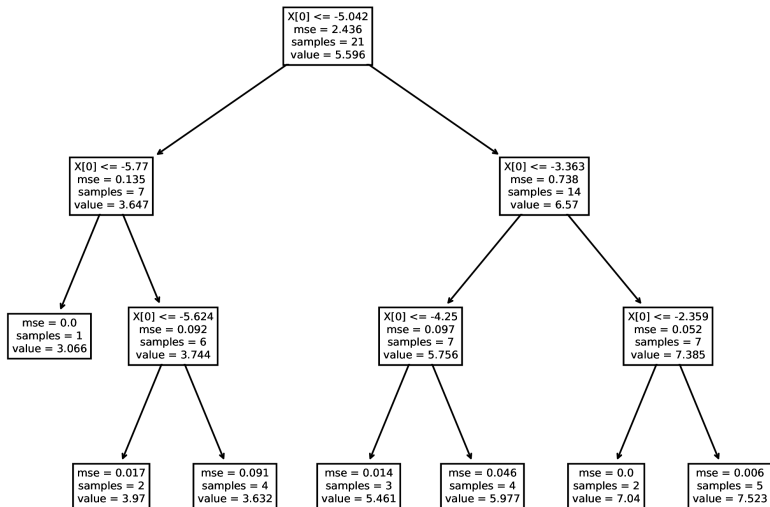 X[0] <= -5.042
mse = 2.436
samples = 21
value = 5.596
X[0] <= -5.77
mse = 0.135
samples = 7
value = 3.647
X[0] <= -3.363
mse = 0.738
samples = 14
value = 6.57
mse = 0.0
samples = 1
value = 3.066
X[0] <= -5.624
mse = 0.092
samples = 6
value = 3.744
X[0] <= -4.25
mse = 0.097
samples = 7
value = 5.756
X[0] <= -2.359
mse = 0.052
samples = 7
value = 7.385
mse = 0.017
samples = 2
value = 3.97
mse = 0.091
samples = 4
value = 3.632
mse = 0.014
samples = 3
value = 5.461
mse = 0.046
samples = 4
value = 5.977
mse = 0.0
samples = 2
value = 7.04
mse = 0.006
samples = 5
value = 7.523